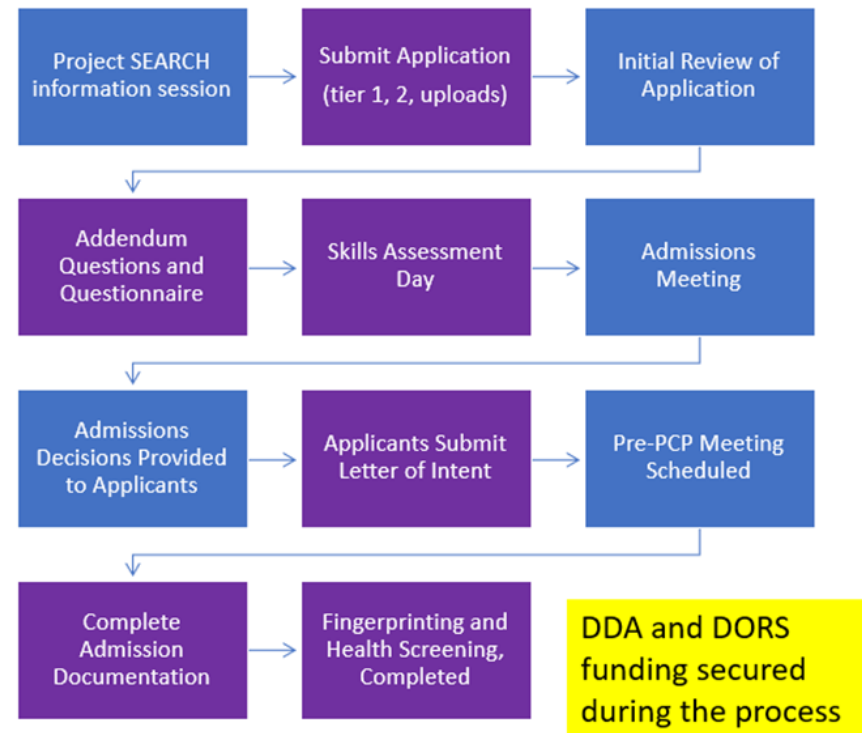 Project SEARCH
information session
Submit Application
(tier 1, 2, uploads)
Initial Review of
Application
Addendum
Questions and
Questionnaire
Skills Assessment
Day
Admissions
Meeting
Admissions
Decisions Provided
to Applicants
Applicants Submit
Letter of Intent
Pre-PCP Meeting
Scheduled
Complete
Admission
Documentation
Fingerprinting and
Health Screening,
Completed
DDA and DORS
funding secured
during the process